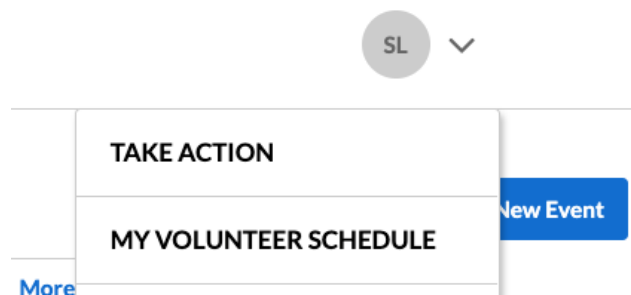 SL
TAKE ACTION
New Event
MY VOLUNTEER SCHEDULE
More